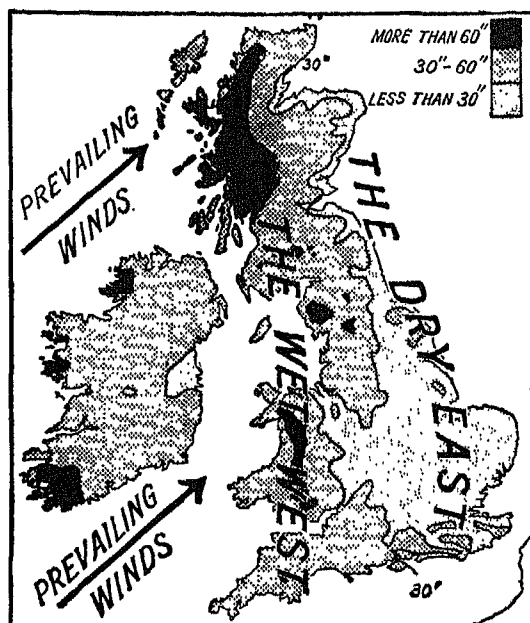 MORE THAN 60"
30"-60"
LESS THAN 30"
30"
PREVAILING
WINDS.
THE DRY EAST
THE WET WEST
PREVAILING
WINDS
30"